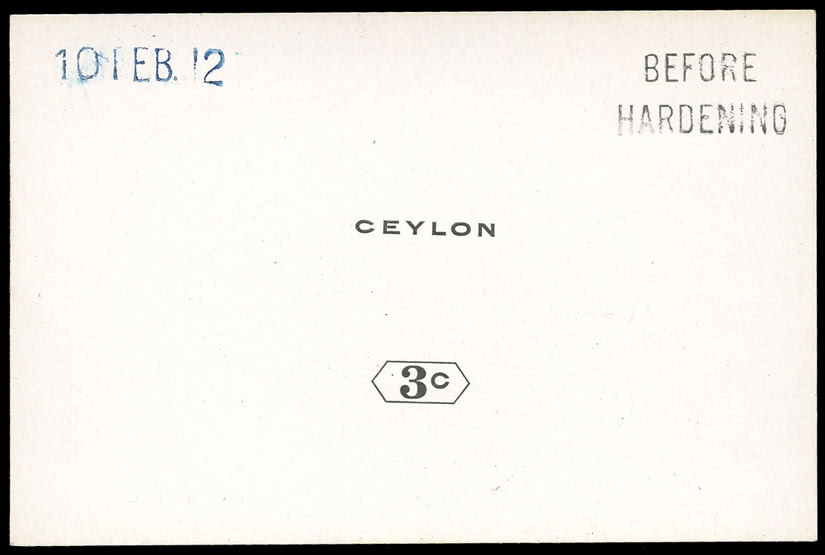 10 FEB. 12
BEFORE
HARDENING
CEYLON
3c